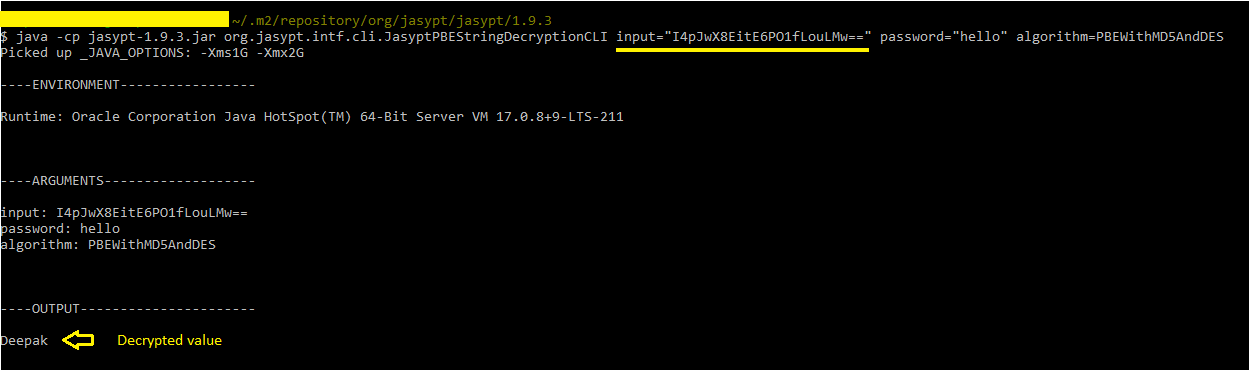 ~/.m2/repository/org/jasypt/jasypt/1.9.3
$ java -cp jasypt-1.9.3.jar org.jasypt.intf.cli.JasyptPBEStringDecryptionCLI input="I4pJwX8EitE6PO1fLouLMw==" password="hello" algorithm=PBEWithMD5AndDES
Picked up _JAVA_OPTIONS: -Xms1G -Xmx2G
----ENVIRONMENT-----------------
Runtime: Oracle Corporation Java HotSpot(TM) 64-Bit Server VM 17.0.8+9-LTS-211
----ARGUMENTS-------------------
input: I4pJwX8EitE6PO1fLouLMw==
password: hello
algorithm: PBEWithMD5AndDES
----OUTPUT----------------------
Deepak Decrypted value